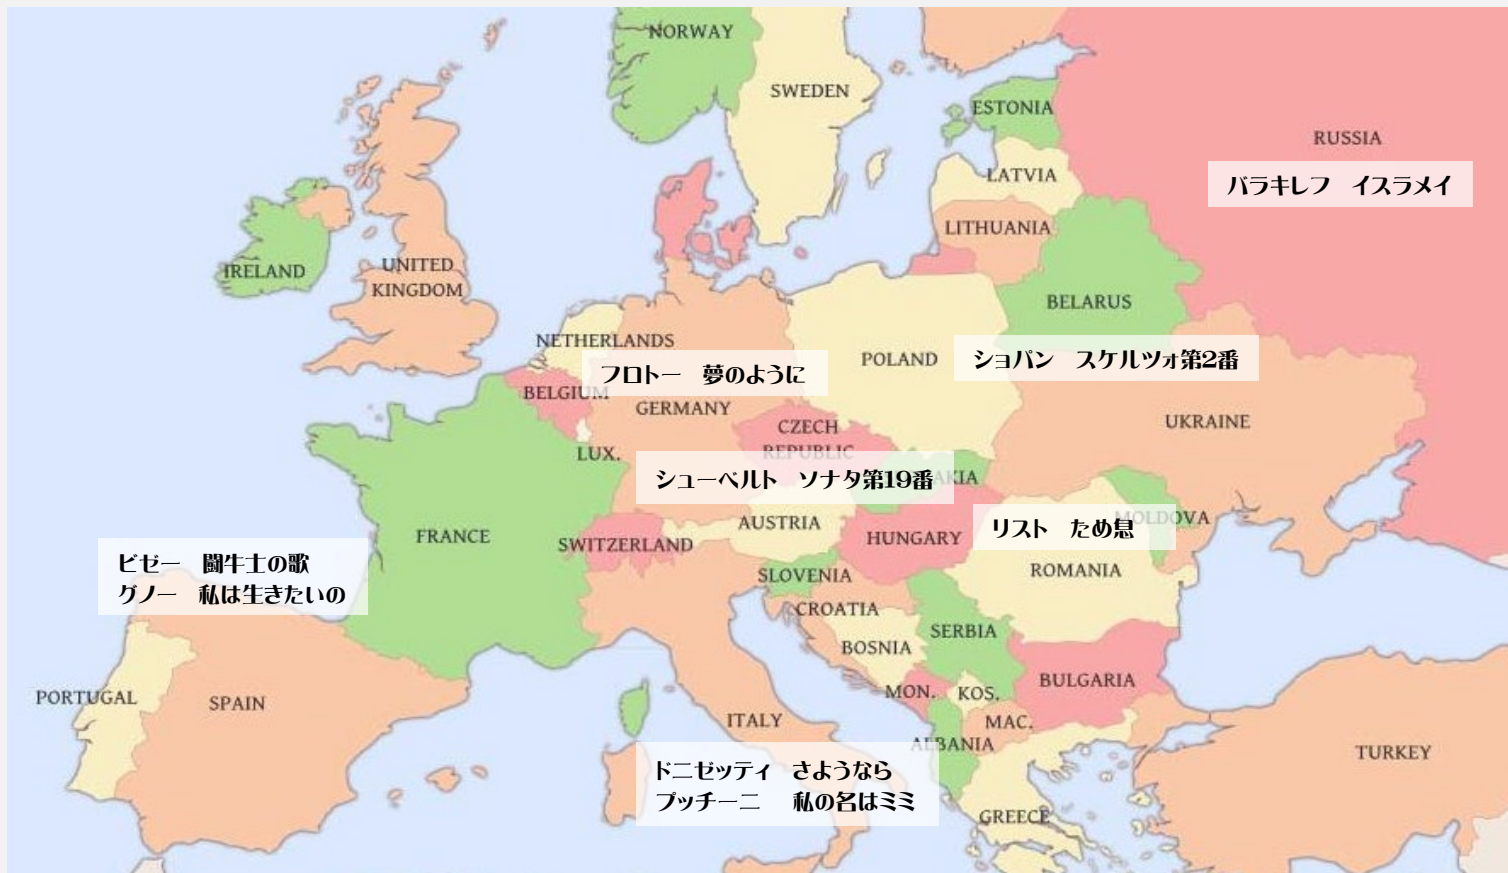 NORWAY
SWEDEN
ESTONIA
RUSSIA
バラキレフ イスラメイ
LATVIA
LITHUANIA
IRELAND
UNITED
KINGDOM
BELARUS
NETHERLANDS
フロトー 夢のように
POLAND
ショパン スケルツォ第2番
BELGIUM
GERMANY
CZECH
REPUBLIC
UKRAINE
LUX.
シューベルト ソナタ第19番
AKIA
FRANCE
SWITZERLAND
AUSTRIA
HUNGARY
リスト ため息
MOLDOVA
ビゼー 闘牛士の歌
グノー 私は生きたいの
SLOVENIA
ROMANIA
CROATIA
BOSNIA
SERBIA
PORTUGAL
SPAIN
MON.
KOS.
BULGARIA
ITALY
MAC.
ALBANIA
TURKEY
ドニゼッティ さようなら
プッチーニ 私の名はミミ
GREECE